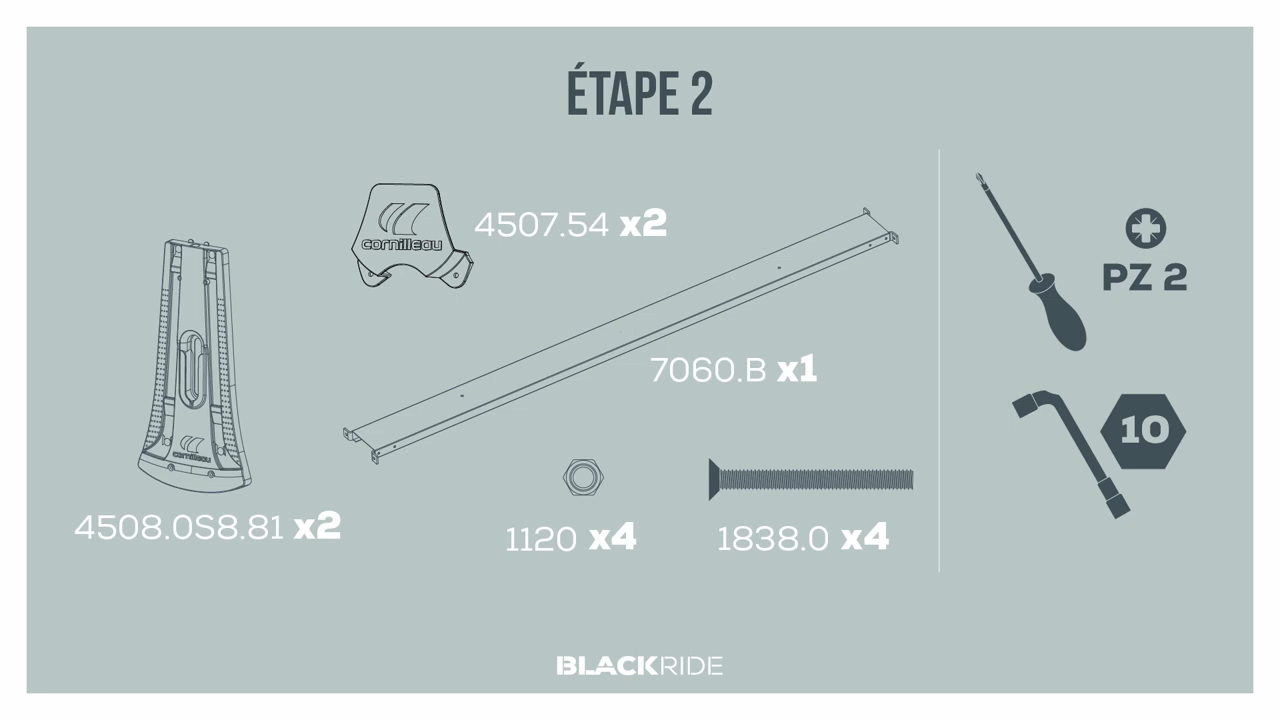 ÉTAPE 2
cornilleau
4507.54 x2
PZ 2
7060.B x1
10
cornilleau
4508.0S8.81 x2
1120 x4
1838.0 x4
BLACKRIDE